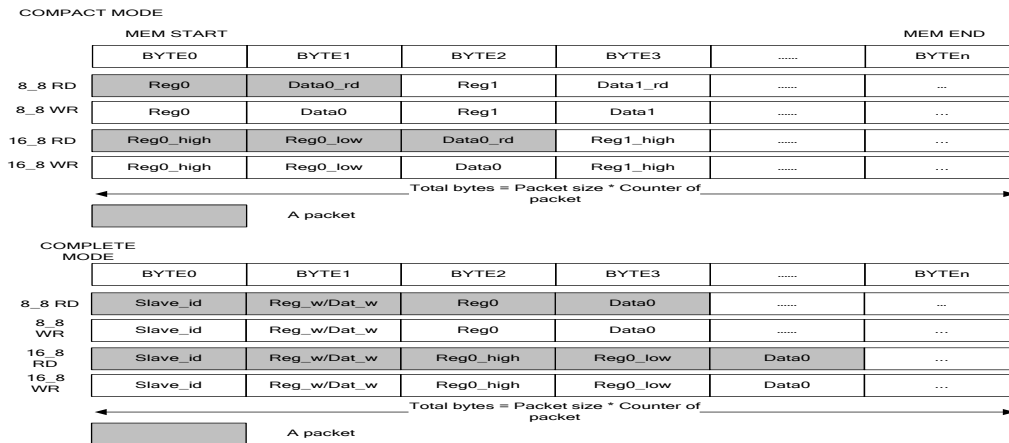 COMPACT MODE
MEM START MEM END
BYTE0 BYTE1 BYTE2 BYTE3 ...... BYTEn
8_8 RD Reg0 Data0_rd Reg1 Data1_rd ...... ...
8_8 WR Reg0 Data0 Reg1 Data1 ...... ...
16_8 RD Reg0_high Reg0_low Data0_rd Reg1_high ...... ...
16_8 WR Reg0_high Reg0_low Data0 Reg1_high ...... ...
Total bytes = Packet size * Counter of
packet
A packet
COMPLETE
MODE
BYTE0 BYTE1 BYTE2 BYTE3 ...... BYTEn
8_8 RD Slave_id Reg_w/Dat_w Reg0 Data0 ...... ...
8_8
WR Slave_id Reg_w/Dat_w Reg0 Data0 ...... ...
16_8
RD Slave_id Reg_w/Dat_w Reg0_high Reg0_low Data0 ...
16_8
WR Slave_id Reg_w/Dat_w Reg0_high Reg0_low Data0 ...
Total bytes = Packet size * Counter of
packet
A packet